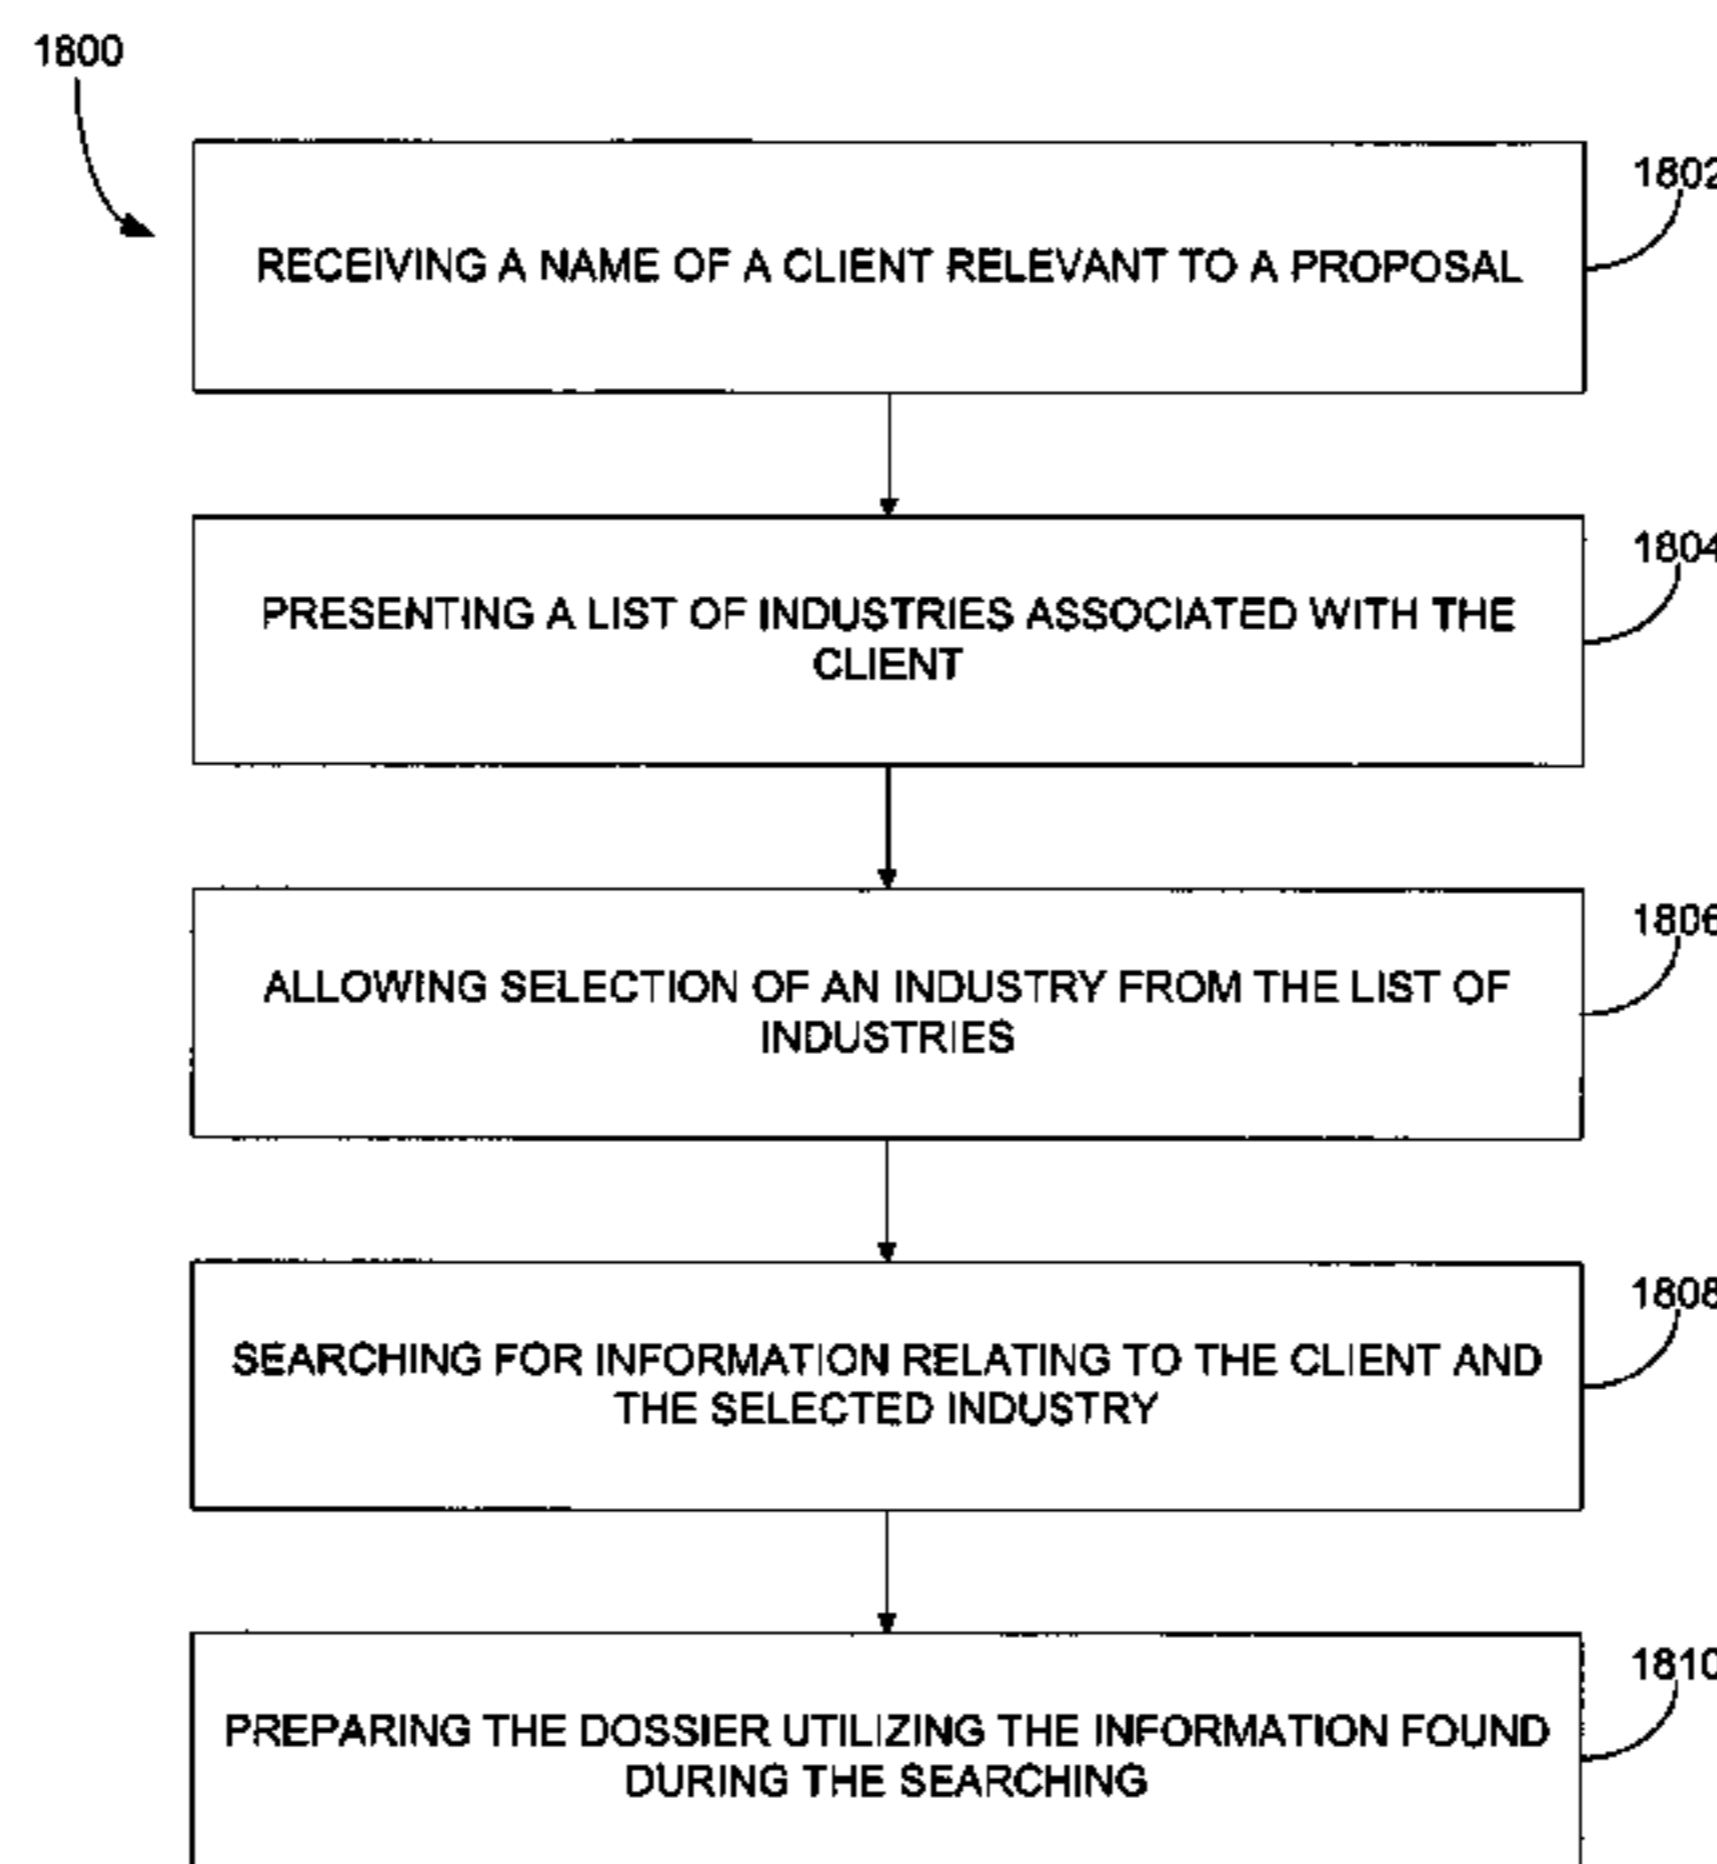 1800
1802
RECEIVING A NAME OF A CLIENT RELEVANT TO A PROPOSAL
1804
PRESENTING A LIST OF INDUSTRIES ASSOCIATED WITH THE
CLIENT
1806
ALLOWING SELECTION OF AN INDUSTRY FROM THE LIST OF
INDUSTRIES
1808
SEARCHING FOR INFORMATION RELATING TO THE CLIENT AND
THE SELECTED INDUSTRY
1810
PREPARING THE DOSSIER UTILIZING THE INFORMATION FOUND
DURING THE SEARCHING